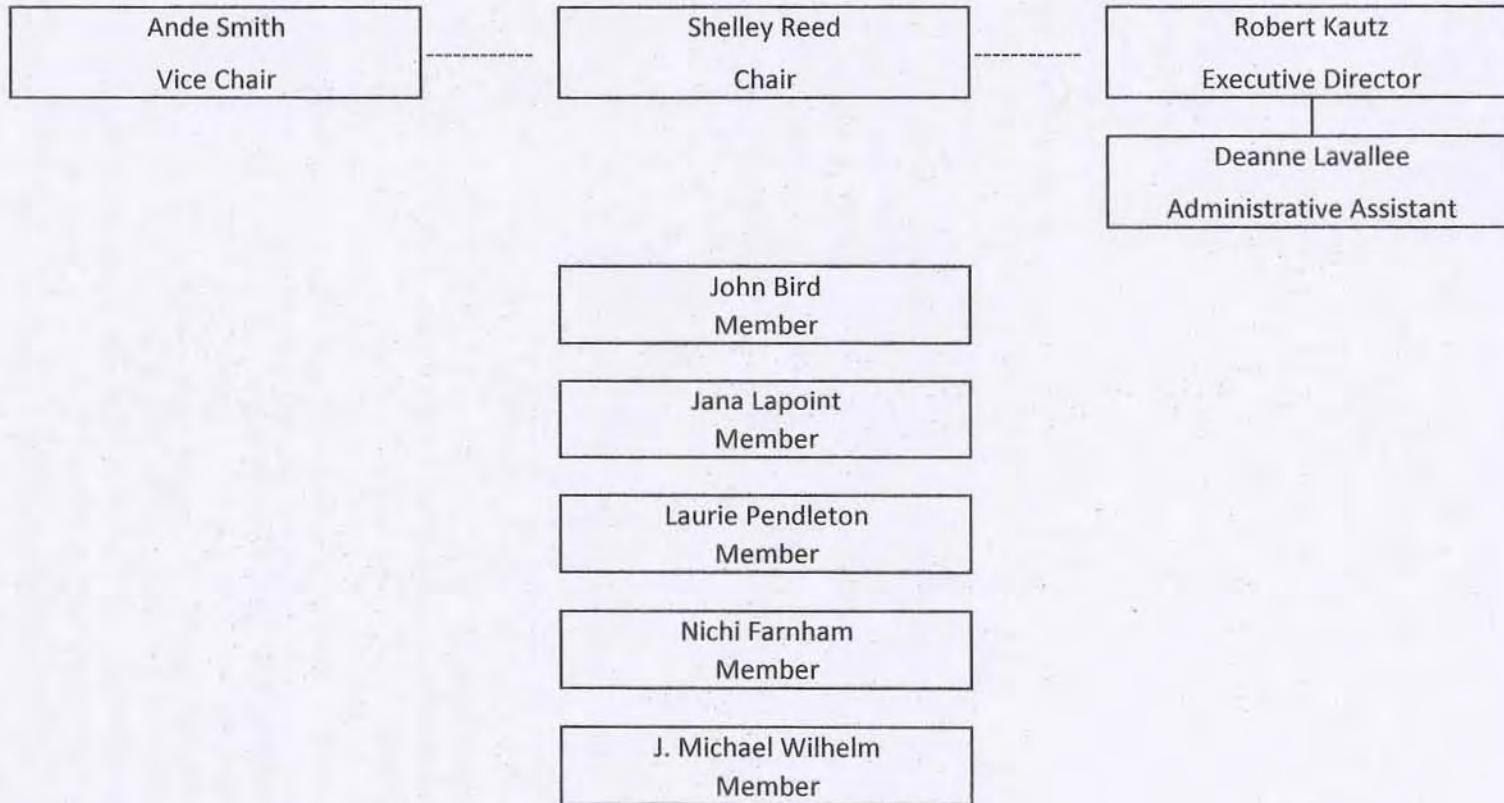 Ande Smith
Vice Chair
Shelley Reed
Chair
Robert Kautz
Executive Director
Deanne Lavallee
Administrative Assistant
John Bird
Member
Jana Lapoint
Member
Laurie Pendleton
Member
Nichi Farnham
Member
J. Michael Wilhelm
Member